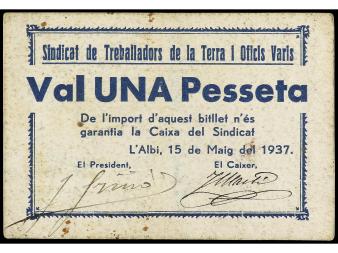 Sindicat de Treballadors de la Terra i Oficis Varis
Val UNA Pesseta
De l'import d'aquest bitllet n'és
garantia la Caixa del Sindicat
L'Albi, 15 de Maig del 1937.
El President, El Caixer,